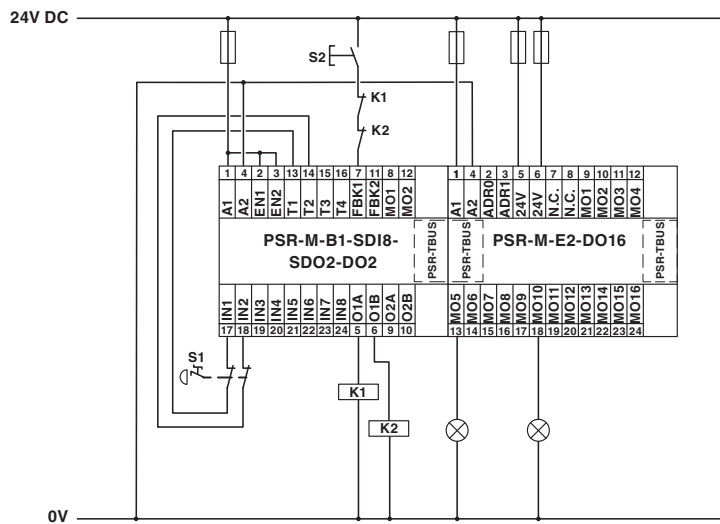 24V DC
S2
K1
K2
1 4 2 3 13 14 15 16 7 11 8 12
A1 A2 EN1 EN2 T1 T2 T3 T4 FBK1 FBK2 MO1 MO2
1 4 2 3 5 6 7 8 9 10 11 12
A1 A2 ADR0 ADR1 24V 24V N.C. N.C. MO1 MO2 MO3 MO4
PSR-M-B1-SDI8-
SDO2-DO2
PSR-TBUS
PSR-TBUS
PSR-M-E2-DO16
PSR-TBUS
IN1 IN2 IN3 IN4 IN5 IN6 IN7 IN8 O1A O1B O2A O2B
17 18 19 20 21 22 23 24 5 6 9 10
MO5 MO6 MO7 MO8 MO9 MO10 MO11 MO12 MO13 MO14 MO15 MO16
13 14 15 16 17 18 19 20 21 22 23 24
S1
K1
K2
0V